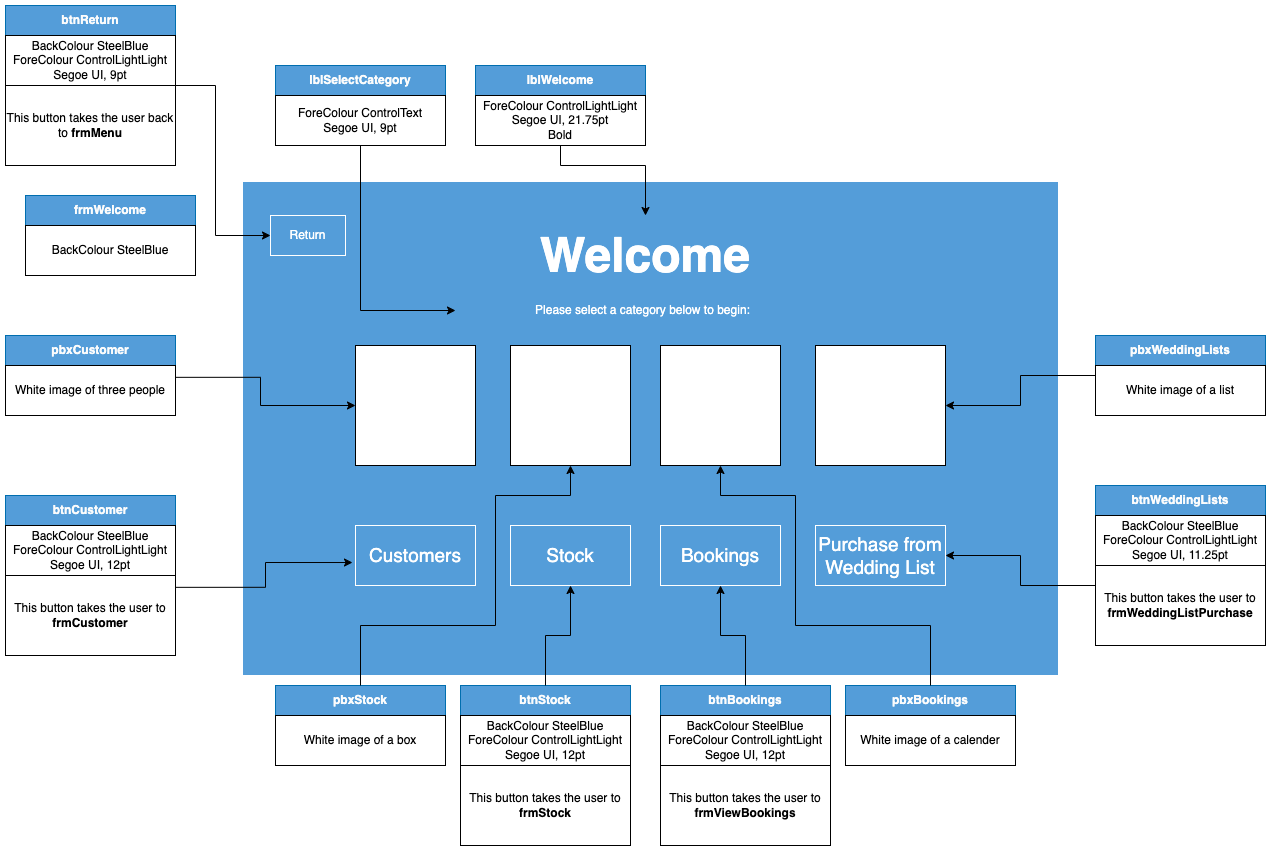 btnReturn
BackColour SteelBlue
ForeColour ControlLightLight
Segoe UI, 9pt
This button takes the user back
to frmMenu
lblSelectCategory
ForeColour ControlText
Segoe UI, 9pt
lblWelcome
ForeColour ControlLightLight
Segoe UI, 21.75pt
Bold
frmWelcome
BackColour SteelBlue
Return
Welcome
Please select a category below to begin:
pbxCustomer
White image of three people
pbxWeddingLists
White image of a list
btnCustomer
BackColour SteelBlue
ForeColour ControlLightLight
Segoe UI, 12pt
This button takes the user to
frmCustomer
Customers
Stock
Bookings
Purchase from
Wedding List
btnWeddingLists
BackColour SteelBlue
ForeColour ControlLightLight
Segoe UI, 11.25pt
This button takes the user to
frmWeddingListPurchase
pbxStock
White image of a box
btnStock
BackColour SteelBlue
ForeColour ControlLightLight
Segoe UI, 12pt
This button takes the user to
frmStock
btnBookings
BackColour SteelBlue
ForeColour ControlLightLight
Segoe UI, 12pt
This button takes the user to
frmViewBookings
pbxBookings
White image of a calender